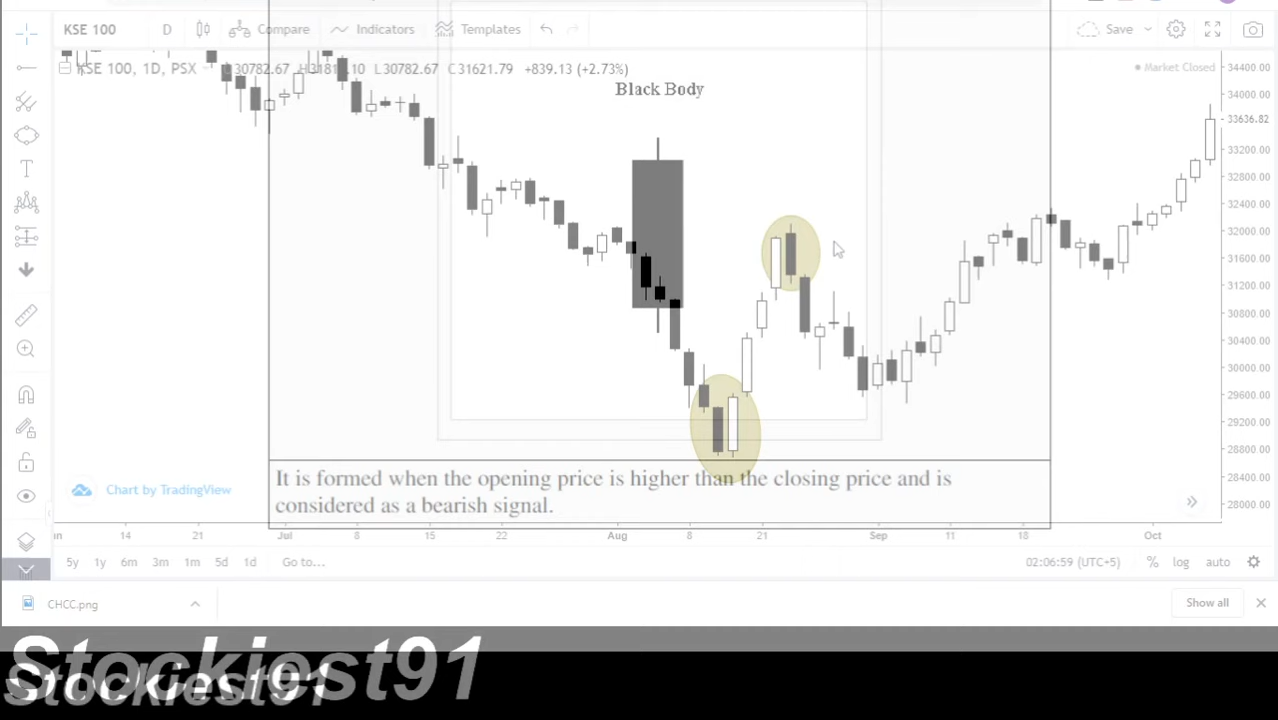 KSE 100 D Compare Indicators Templates Save
KSE 100, 1D, PSX O30782.67 H31811.10 L30782.67 C31621.79 +839.13 (+2.73%)
Market Closed
Black Body
34400.00
34000.00
33636.82
33200.00
32800.00
32400.00
32000.00
31600.00
31200.00
30800.00
30400.00
30000.00
29600.00
29200.00
28800.00
28400.00
28000.00
It is formed when the opening price is higher than the closing price and is
considered as a bearish signal.
Chart by TradingView
14 21 Jul 8 15 22 Aug 8 21 Sep 11 18 Oct
5y 1y 6m 3m 1m 5d 1d Go to... 02:06:59 (UTC+5) % log auto
CHCC.png Show all
Stockiest91
Stockiest91